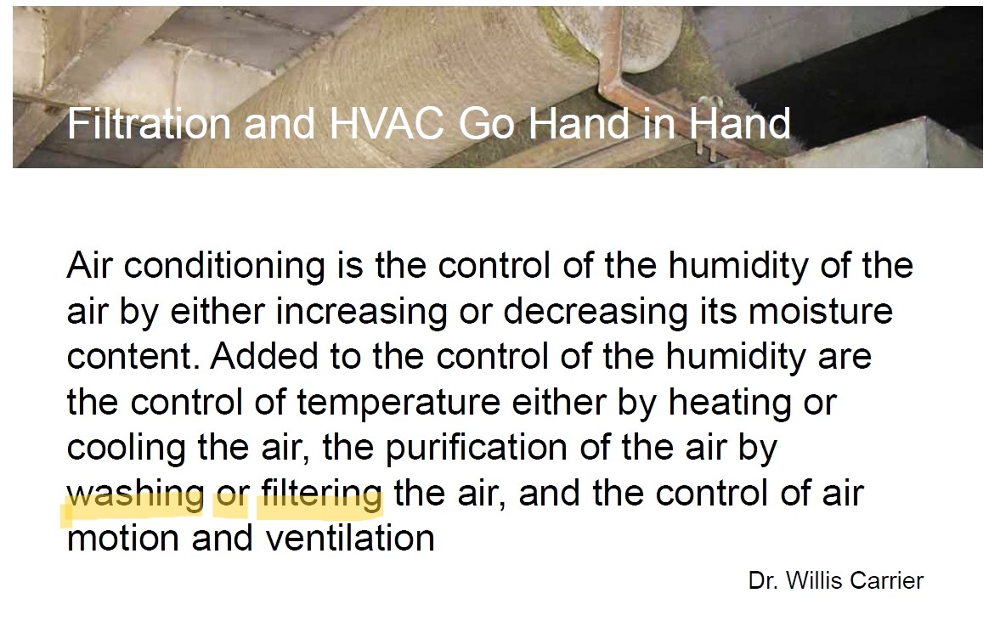 Filtration and HVAC Go Hand in Hand
Air conditioning is the control of the humidity of the
air by either increasing or decreasing its moisture
content. Added to the control of the humidity are
the control of temperature either by heating or
cooling the air, the purification of the air by
washing or filtering the air, and the control of air
motion and ventilation
Dr. Willis Carrier